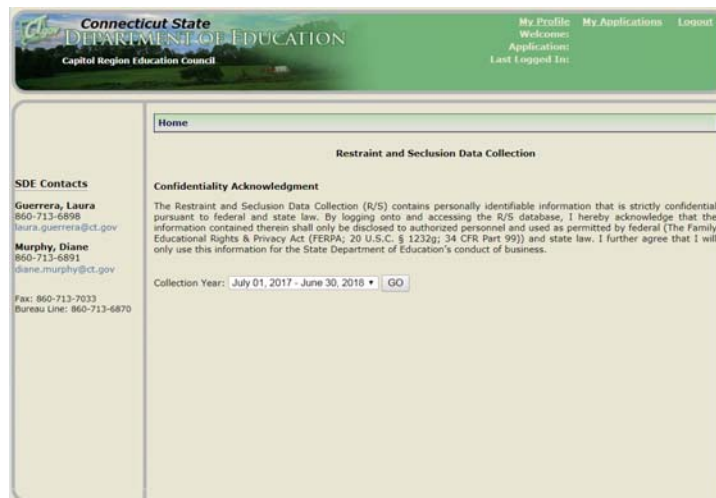 CT.gov
Connecticut State
DEPARTMENT OF EDUCATION
Capitol Region Education Council
My Profile My Applications Logout
Welcome:
Application:
Last Logged In:
SDE Contacts
Guerrera, Laura
860-713-6898
laura.guerrera@ct.gov
Murphy, Diane
860-713-6891
diane.murphy@ct.gov
Fax: 860-713-7033
Bureau Line: 860-713-6870
Home
Restraint and Seclusion Data Collection
Confidentiality Acknowledgment
The Restraint and Seclusion Data Collection (R/S) contains personally identifiable information that is strictly confidential
pursuant to federal and state law. By logging onto and accessing the R/S database, I hereby acknowledge that the
information contained therein shall only be disclosed to authorized personnel and used as permitted by federal (The Family
Educational Rights & Privacy Act (FERPA; 20 U.S.C. § 1232g; 34 CFR Part 99)) and state law. I further agree that I will
only use this information for the State Department of Education's conduct of business.
Collection Year: July 01, 2017 - June 30, 2018 GO